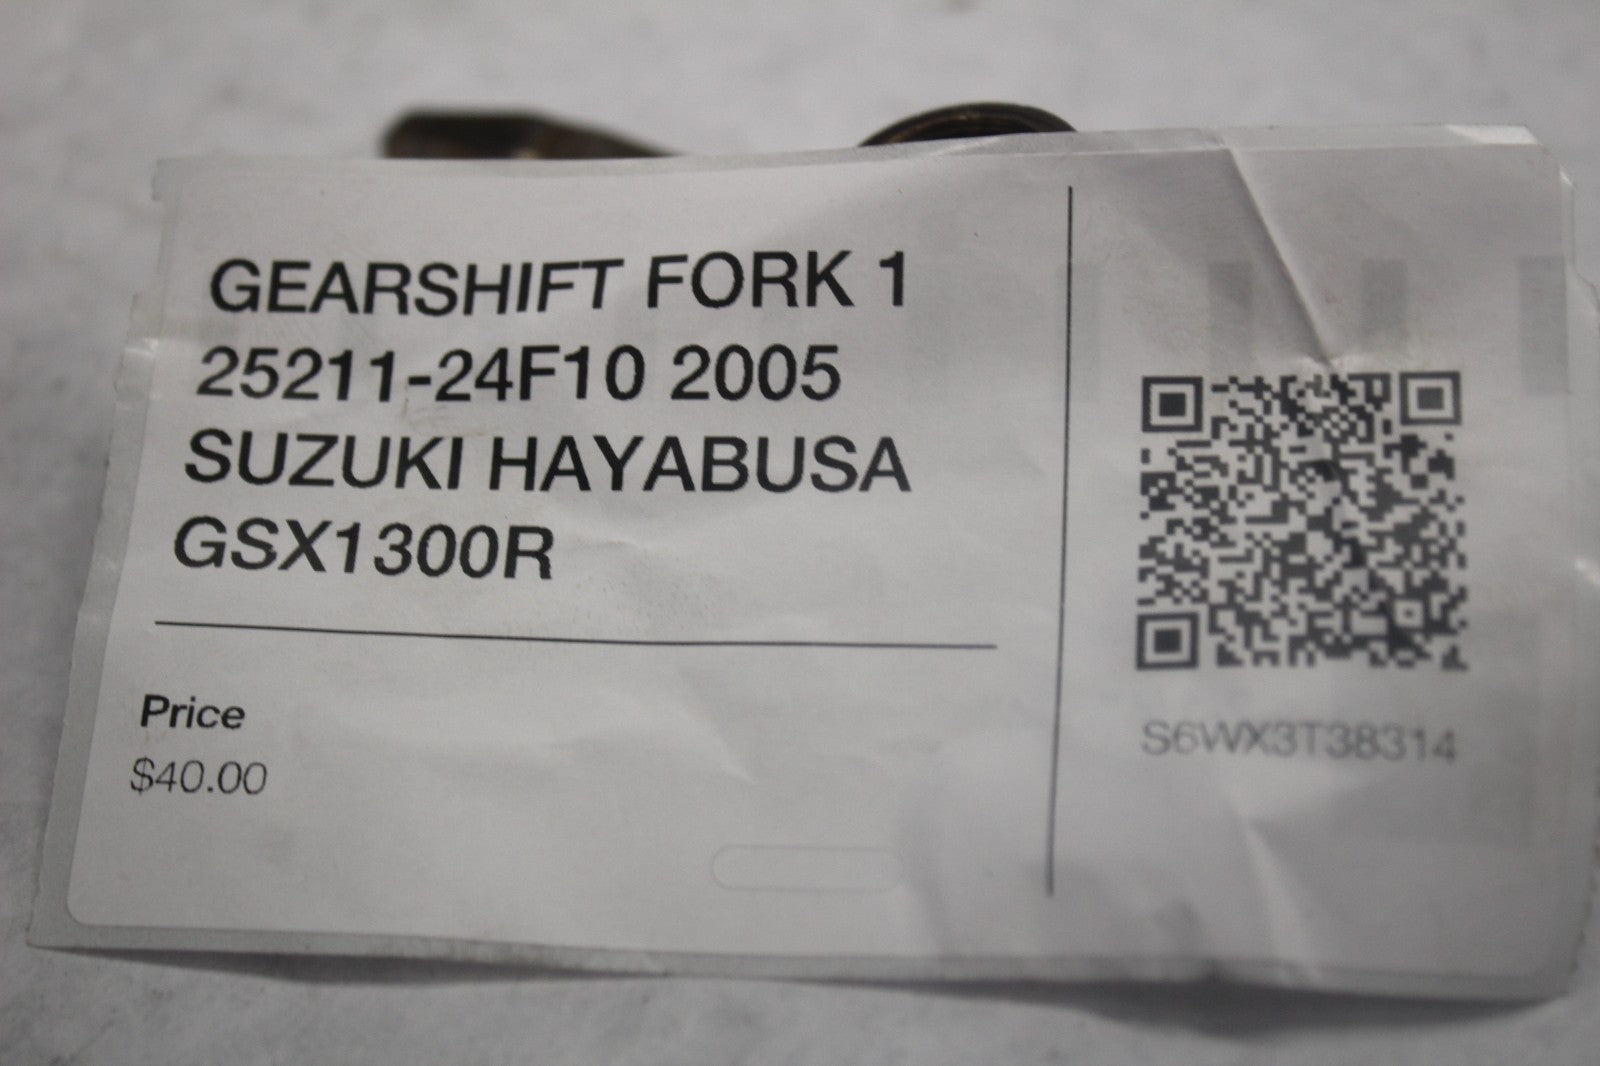 GEARSHIFT FORK 1
25211-24F10 2005
SUZUKI HAYABUSA
GSX1300R
Price
$40.00
S6WX3T38314